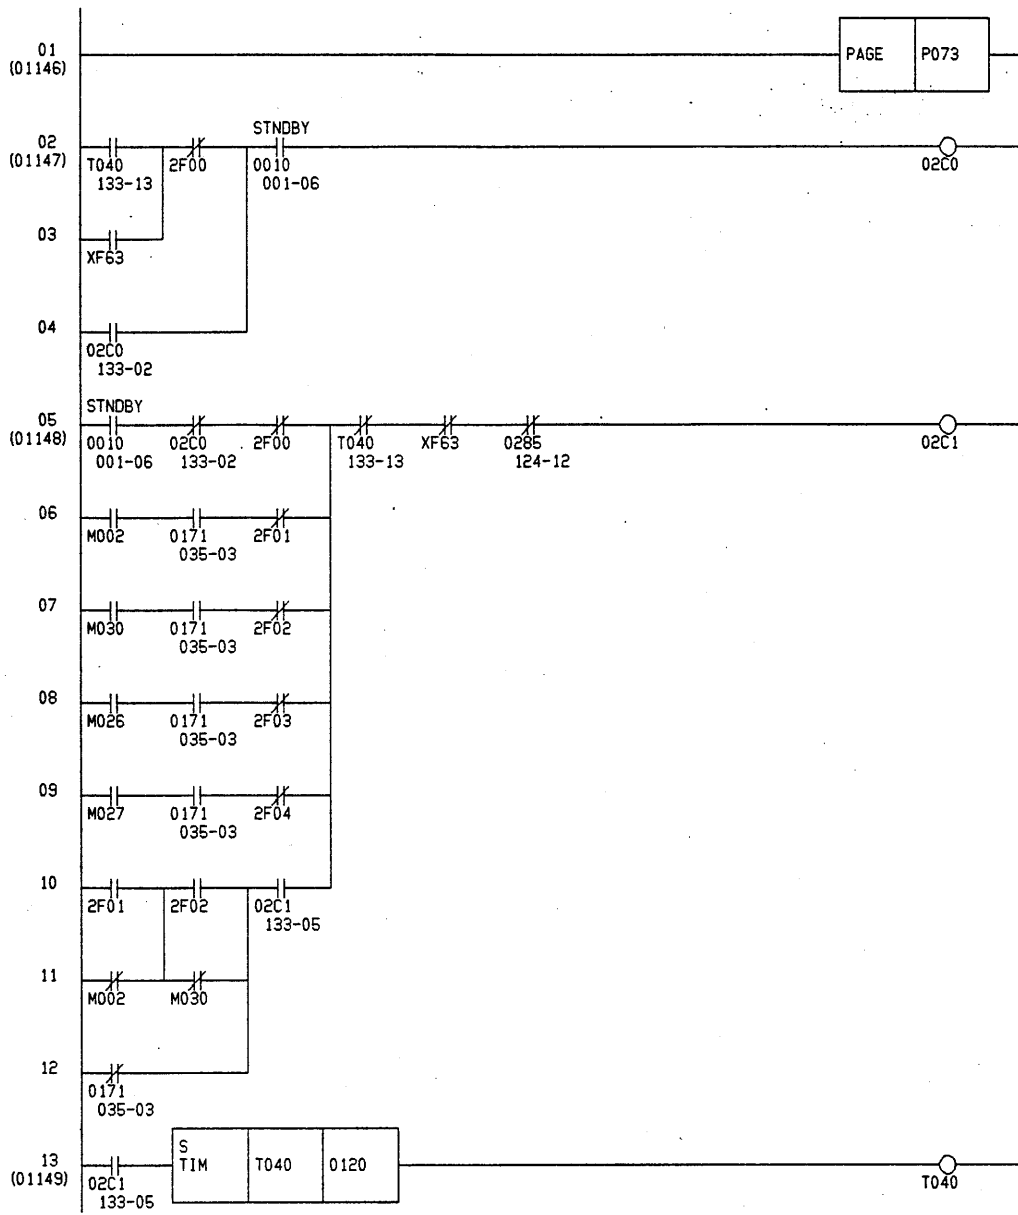 01
(01146)
PAGE P073
STNDBY
02
(01147)
T040 2F00 0010 02C0
133-13 001-06
03
XF63
04
02C0
133-02
STNDBY
05
(01148)
0010 02C0 2F00 T040 XF63 0285 02C1
001-06 133-02 133-13 124-12
06
M002 0171 2F01
035-03
07
M030 0171 2F02
035-03
08
M026 0171 2F03
035-03
09
M027 0171 2F04
035-03
10
2F01 2F02 02C1
133-05
11
M002 M030
12
0171
035-03
13
(01149)
S
TIM T040 0120
02C1 T040
133-05